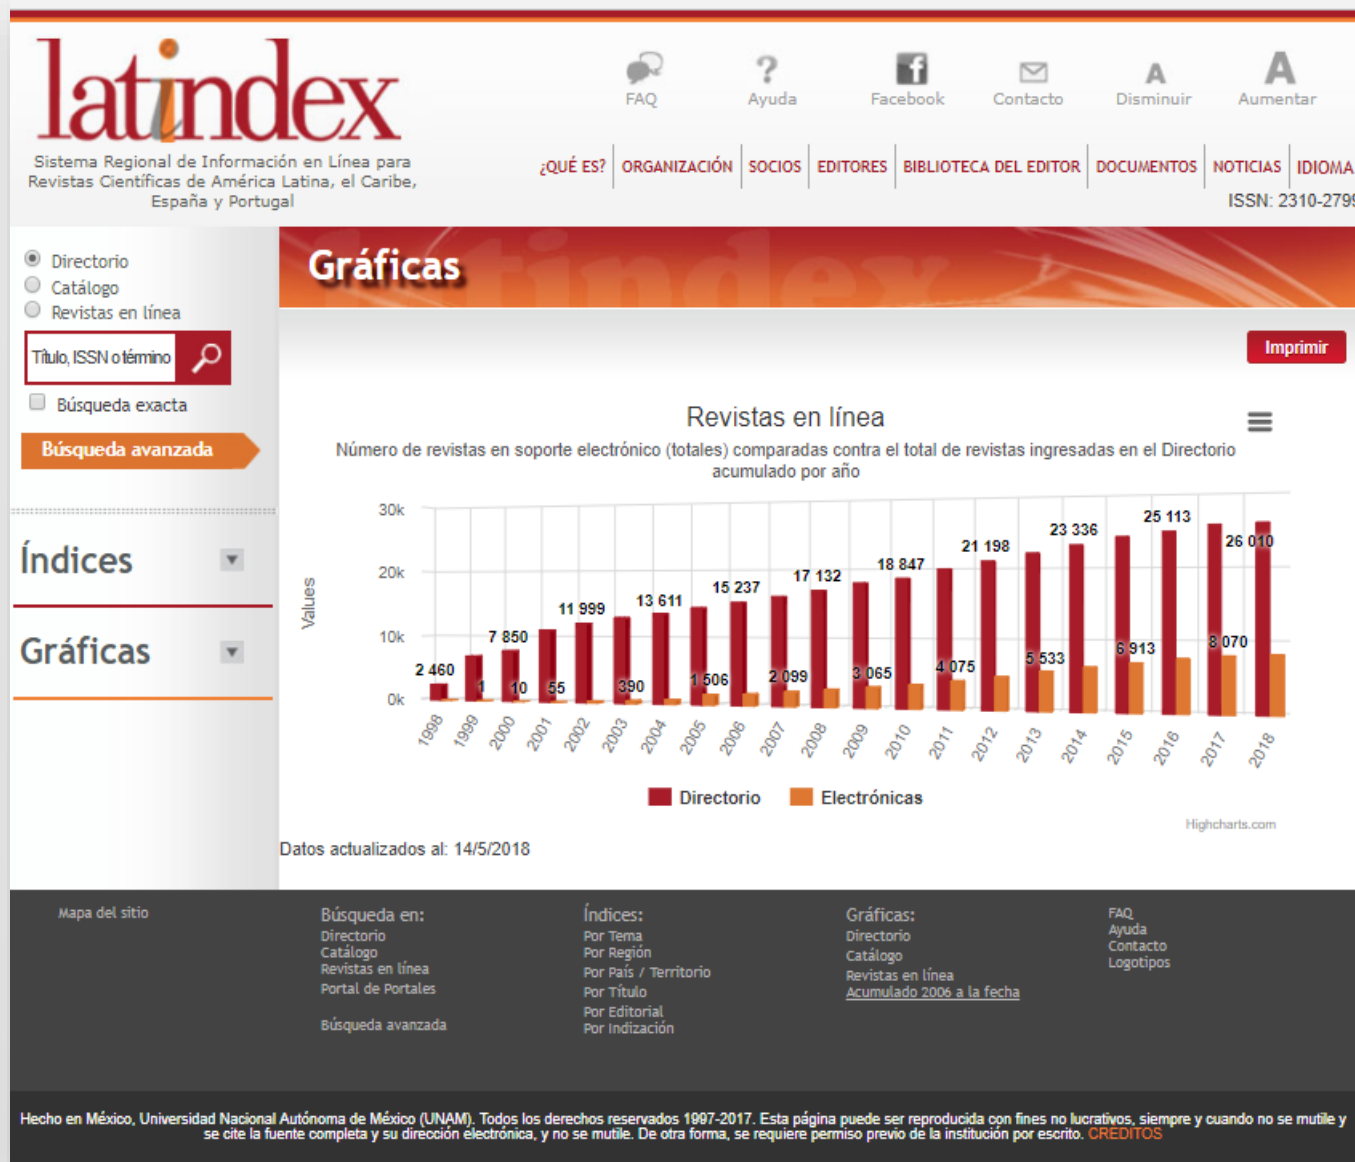 latindex
Sistema Regional de Información en Línea para
Revistas Científicas de América Latina, el Caribe,
España y Portugal
FAQ
Ayuda
Facebook
Contacto
Disminuir
Aumentar
¿QUÉ ES? ORGANIZACIÓN SOCIOS EDITORES BIBLIOTECA DEL EDITOR DOCUMENTOS NOTICIAS IDIOMA
ISSN: 2310-2799
Directorio
Catálogo
Revistas en línea
Título, ISSN o término
Búsqueda exacta
Búsqueda avanzada
Índices
Gráficas
latindex
Gráficas
Imprimir
Revistas en línea
Número de revistas en soporte electrónico (totales) comparadas contra el total de revistas ingresadas en el Directorio
acumulado por año
Values
30k
20k
10k
0k
2 460
7 850
11 999
13 611
15 237
17 132
18 847
21 198
23 336
25 113
26 010
1
10
55
390
1 506
2 099
3 065
4 075
5 533
6 913
8 070
1998 1999 2000 2001 2002 2003 2004 2005 2006 2007 2008 2009 2010 2011 2012 2013 2014 2015 2016 2017 2018
Directorio Electrónicas
Highcharts.com
Datos actualizados al: 14/5/2018
Mapa del sitio
Búsqueda en:
Directorio
Catálogo
Revistas en línea
Portal de Portales
Búsqueda avanzada
Índices:
Por Tema
Por Región
Por País / Territorio
Por Título
Por Editorial
Por Indización
Gráficas:
Directorio
Catálogo
Revistas en línea
Acumulado 2006 a la fecha
FAQ
Ayuda
Contacto
Logotipos
Hecho en México, Universidad Nacional Autónoma de México (UNAM). Todos los derechos reservados 1997-2017. Esta página puede ser reproducida con fines no lucrativos, siempre y cuando no se mutile y
se cite la fuente completa y su dirección electrónica, y no se mutile. De otra forma, se requiere permiso previo de la institución por escrito. CREDITOS